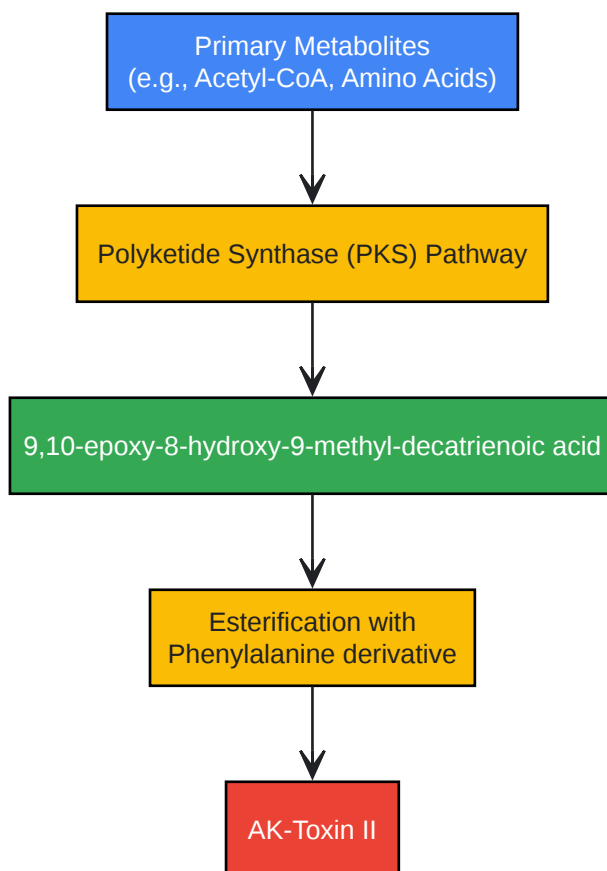 Primary Metabolites
(e.g., Acetyl-CoA, Amino Acids)
Polyketide Synthase (PKS) Pathway
9,10-epoxy-8-hydroxy-9-methyl-decatrienoic acid
Esterification with
Phenylalanine derivative
AK-Toxin II